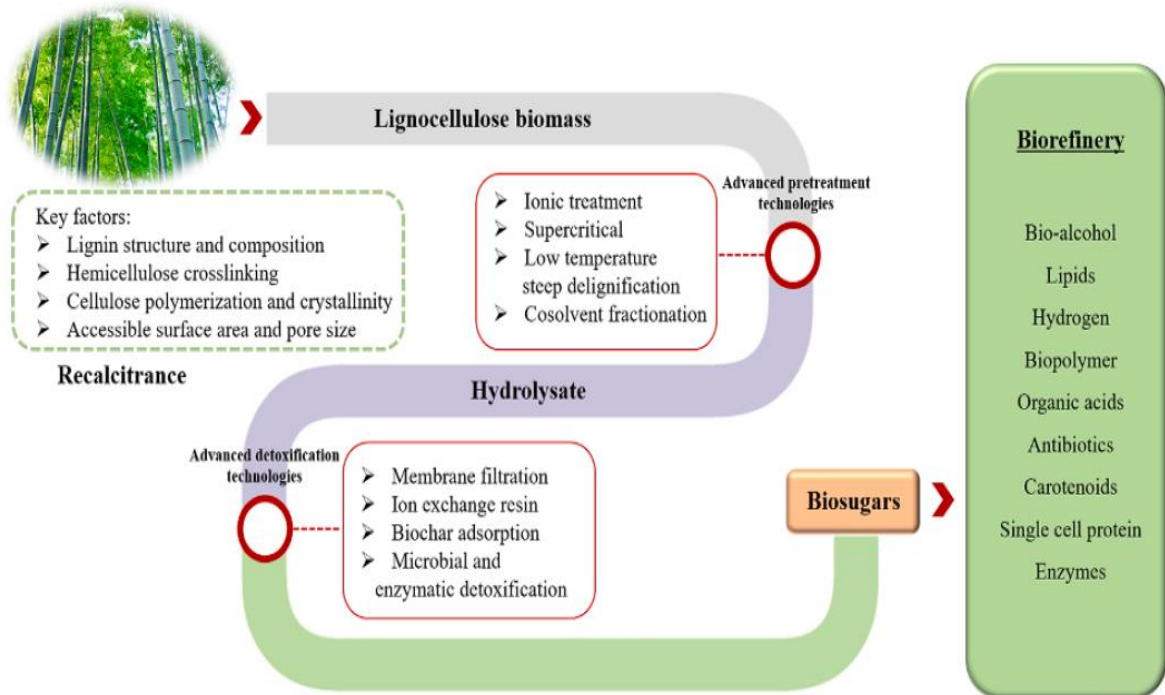 Lignocellulose biomass
Key factors:
➢ Lignin structure and composition
➢ Hemicellulose crosslinking
➢ Cellulose polymerization and crystallinity
➢ Accessible surface area and pore size
Recalcitrance
Advanced pretreatment
technologies
➢ Ionic treatment
➢ Supercritical
➢ Low temperature
steep delignification
➢ Cosolvent fractionation
Hydrolysate
Advanced detoxification
technologies
➢ Membrane filtration
➢ Ion exchange resin
➢ Biochar adsorption
➢ Microbial and
enzymatic detoxification
Biosugars
Biorefinery
Bio-alcohol
Lipids
Hydrogen
Biopolymer
Organic acids
Antibiotics
Carotenoids
Single cell protein
Enzymes